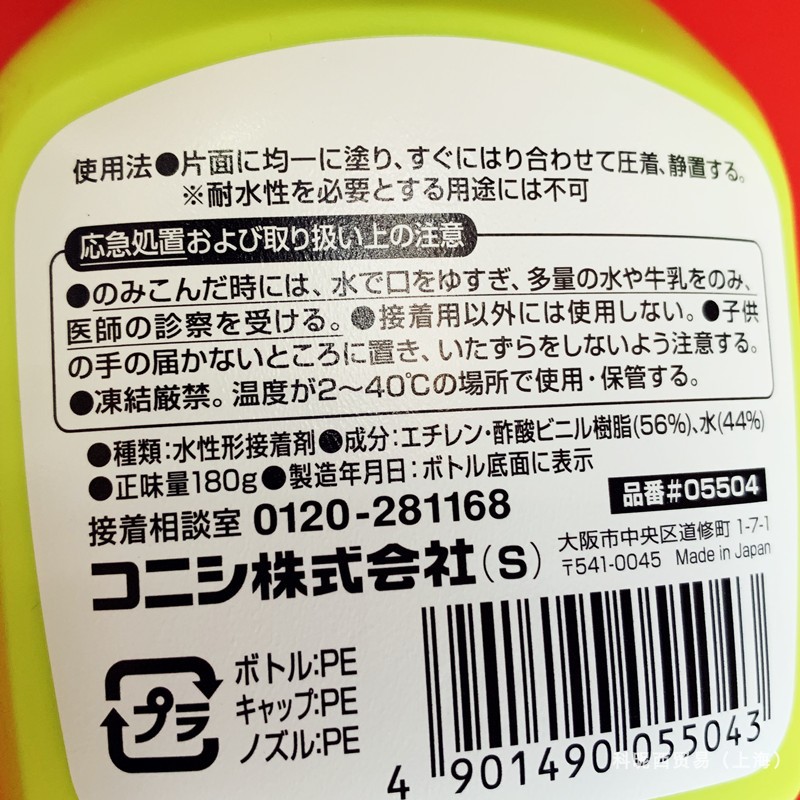 使用法●片面に均一に塗り、すぐにはり合わせて圧着、静置する。
※耐水性を必要とする用途には不可
応急処置および取り扱い上の注意
●のみこんだ時には、水で口をゆすぎ、多量の水や牛乳をのみ、
医師の診察を受ける。●接着用以外には使用しない。●子供
の手の届かないところに置き、いたずらをしないよう注意する。
●凍結厳禁。温度が2〜40℃の場所で使用・保管する。
●種類:水性形接着剤●成分:エチレン・酢酸ビニル樹脂(56%)、水(44%)
●正味量180g●製造年月日:ボトル底面に表示
品番#05504
接着相談室 0120-281168
コニシ株式会社(S)
大阪市中央区道修町 1-7-1
〒541-0045 Made in Japan
プラ
ボトル:PE
キャップ:PE
ノズル:PE
4 901490 055043
科昵西贸易(上海)